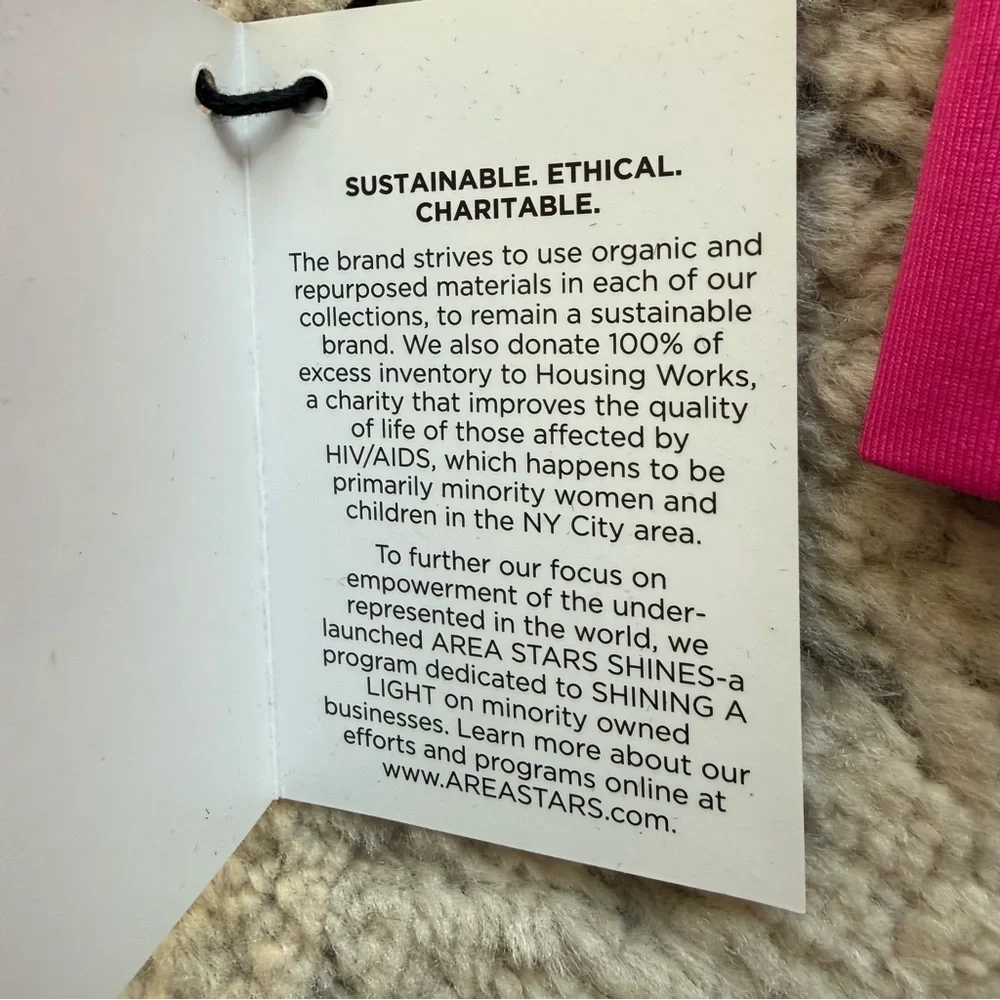 SUSTAINABLE. ETHICAL.
CHARITABLE.
The brand strives to use organic and
repurposed materials in each of our
collections, to remain a sustainable
brand. We also donate 100% of
excess inventory to Housing Works,
a charity that improves the quality
of life of those affected by
HIV/AIDS, which happens to be
primarily minority women and
children in the NY City area.
To further our focus on
empowerment of the under-
represented in the world, we
launched AREA STARS SHINES-a
program dedicated to SHINING A
LIGHT on minority owned
businesses. Learn more about our
efforts and programs online at
www.AREASTARS.com.